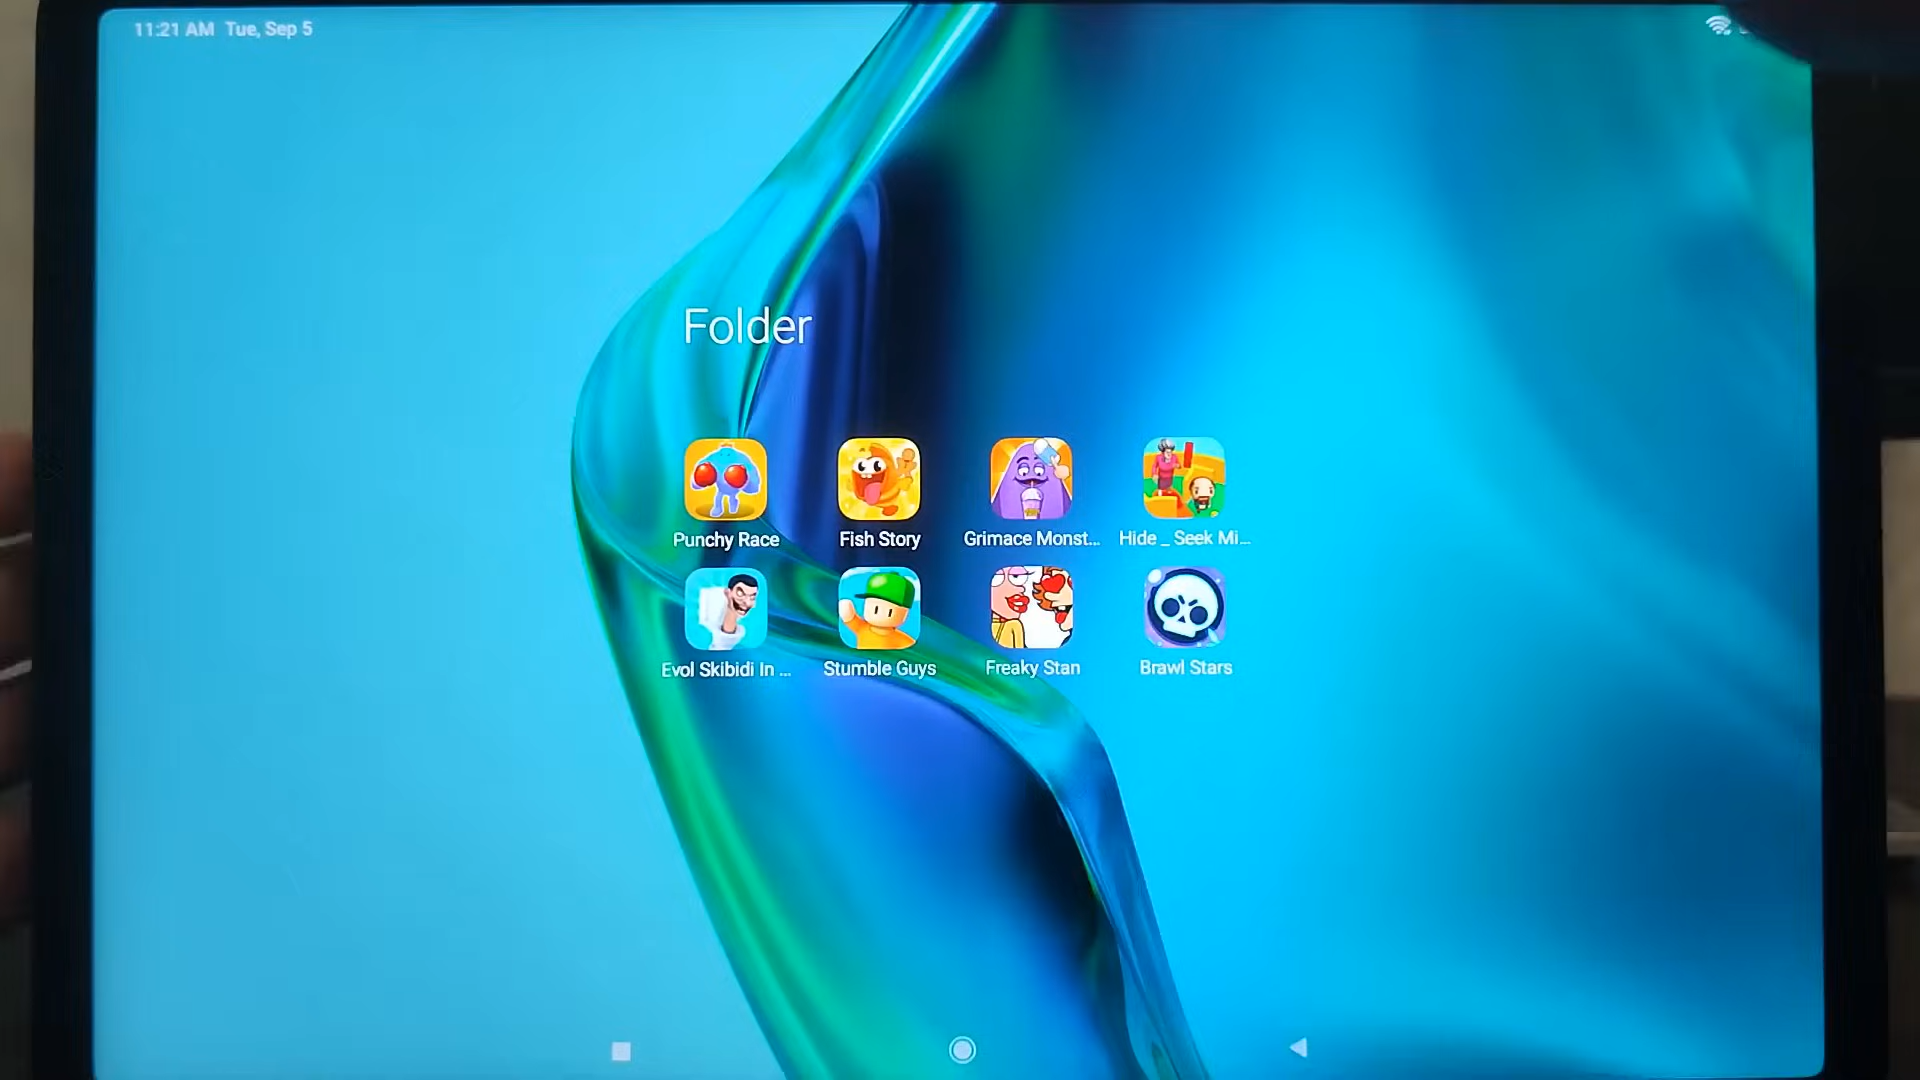 11:21 AM Tue, Sep 5
Folder
Punchy Race
Fish Story
Grimace Monst...
Hide _ Seek Mi...
Evol Skibidi In ...
Stumble Guys
Freaky Stan
Brawl Stars